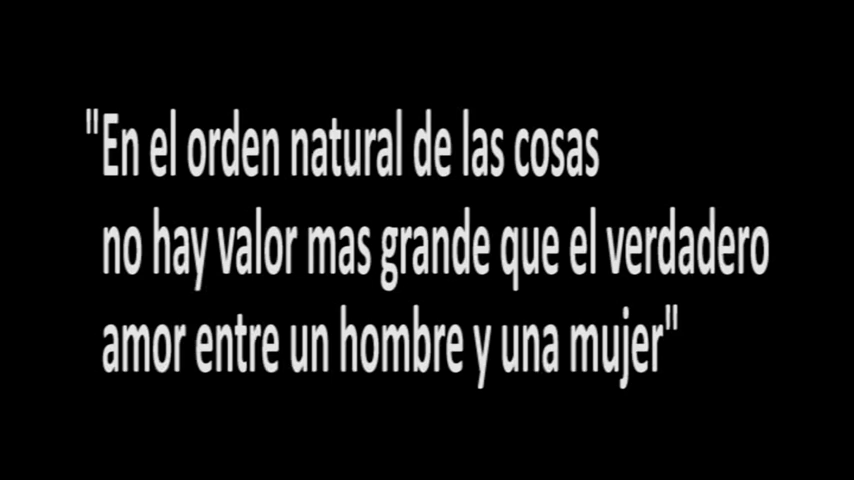 "En el orden natural de las cosas
no hay valor mas grande que el verdadero
amor entre un hombre y una mujer"